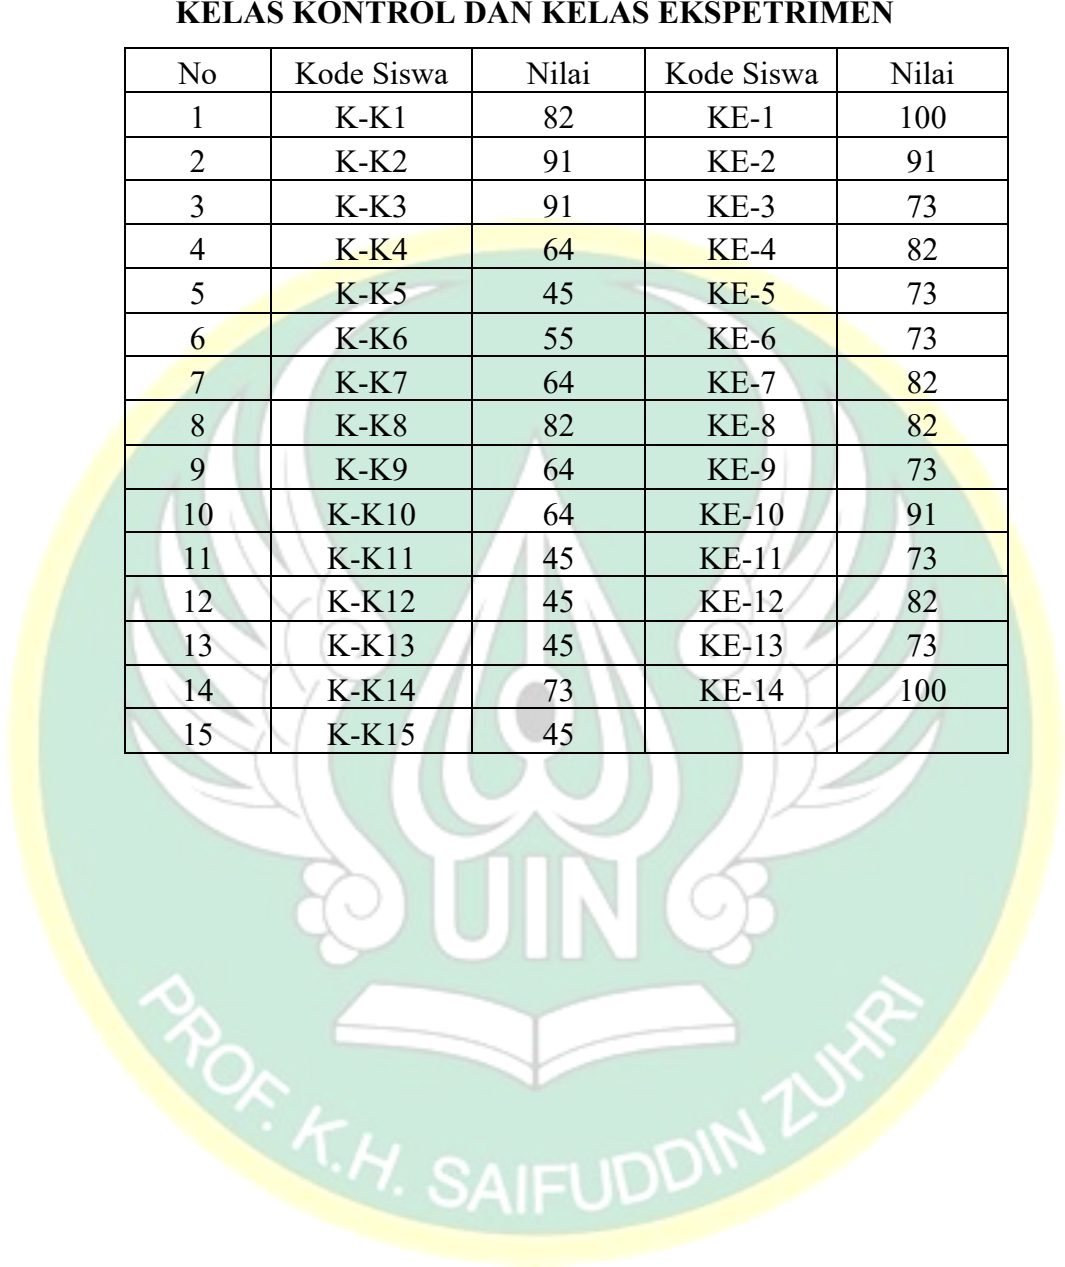 KELAS KONTROL DAN KELAS EKSPETRIMEN
No Kode Siswa Nilai Kode Siswa Nilai
1 K-K1 82 KE-1 100
2 K-K2 91 KE-2 91
3 K-K3 91 KE-3 73
4 K-K4 64 KE-4 82
5 K-K5 45 KE-5 73
6 K-K6 55 KE-6 73
7 K-K7 64 KE-7 82
8 K-K8 82 KE-8 82
9 K-K9 64 KE-9 73
10 K-K10 64 KE-10 91
11 K-K11 45 KE-11 73
12 K-K12 45 KE-12 82
13 K-K13 45 KE-13 73
14 K-K14 73 KE-14 100
15 K-K15 45
UIN
PROF. K.H. SAIFUDDIN ZUHRI